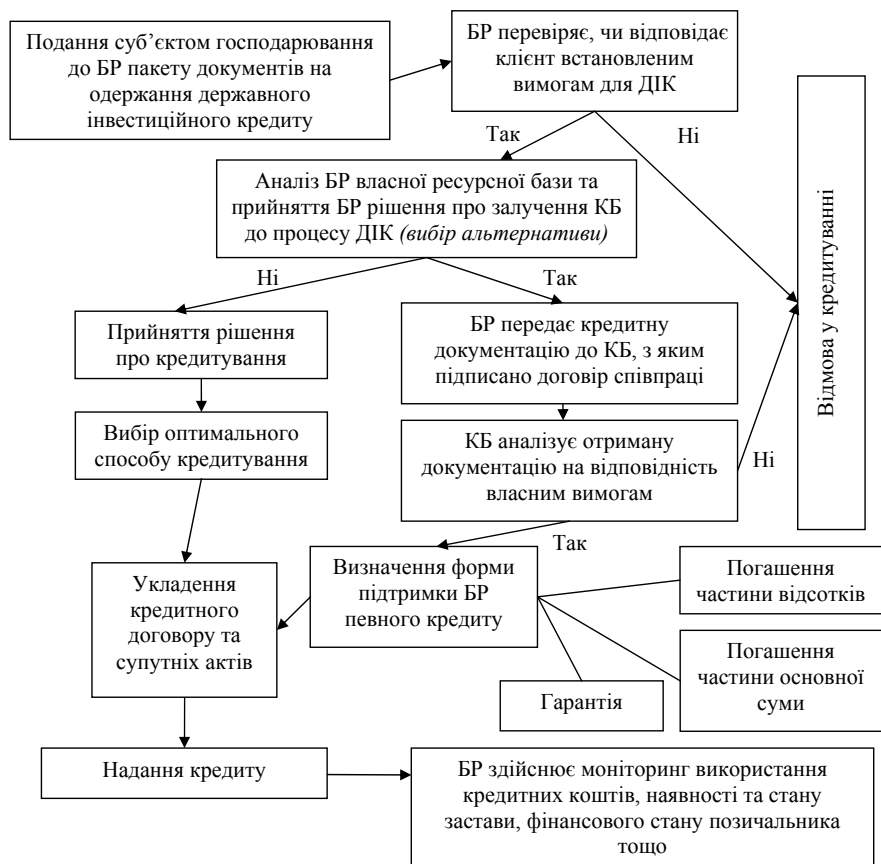 Подання суб’єктом господарювання
до БР пакету документів на
одержання державного
інвестиційного кредиту
БР перевіряє, чи відповідає
клієнт встановленим
вимогам для ДІК
Так
Ні
Аналіз БР власної ресурсної бази та
прийняття БР рішення про залучення КБ
до процесу ДІК (вибір альтернативи)
Відмова у кредитуванні
Ні
Так
Прийняття рішення
про кредитування
БР передає кредитну
документацію до КБ, з яким
підписано договір співпраці
Вибір оптимального
способу кредитування
КБ аналізує отриману
документацію на відповідність
власним вимогам
Ні
Так
Укладення
кредитного
договору та
супутніх актів
Визначення форми
підтримки БР
певного кредиту
Погашення
частини відсотків
Погашення
частини основної
суми
Гарантія
Надання кредиту
БР здійснює моніторинг використання
кредитних коштів, наявності та стану
застави, фінансового стану позичальника
тощо